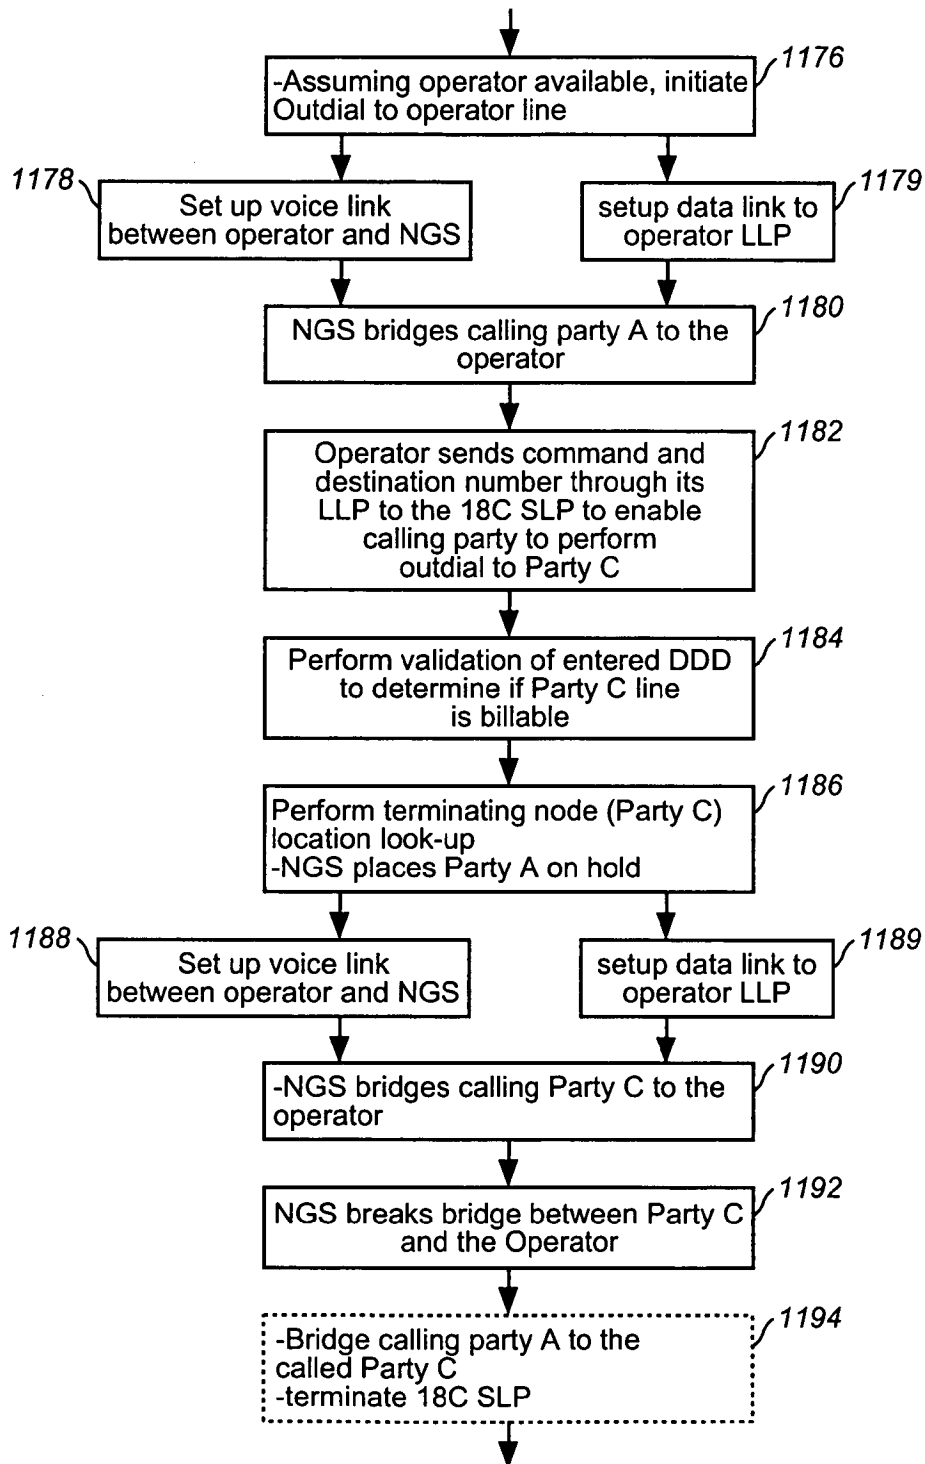 1176
-Assuming operator available, initiate
Outdial to operator line
1178
Set up voice link
between operator and NGS
1179
setup data link to
operator LLP
1180
NGS bridges calling party A to the
operator
1182
Operator sends command and
destination number through its
LLP to the 18C SLP to enable
calling party to perform
outdial to Party C
1184
Perform validation of entered DDD
to determine if Party C line
is billable
1186
Perform terminating node (Party C)
location look-up
-NGS places Party A on hold
1188
Set up voice link
between operator and NGS
1189
setup data link to
operator LLP
1190
-NGS bridges calling Party C to the
operator
1192
NGS breaks bridge between Party C
and the Operator
1194
-Bridge calling party A to the
called Party C
-terminate 18C SLP